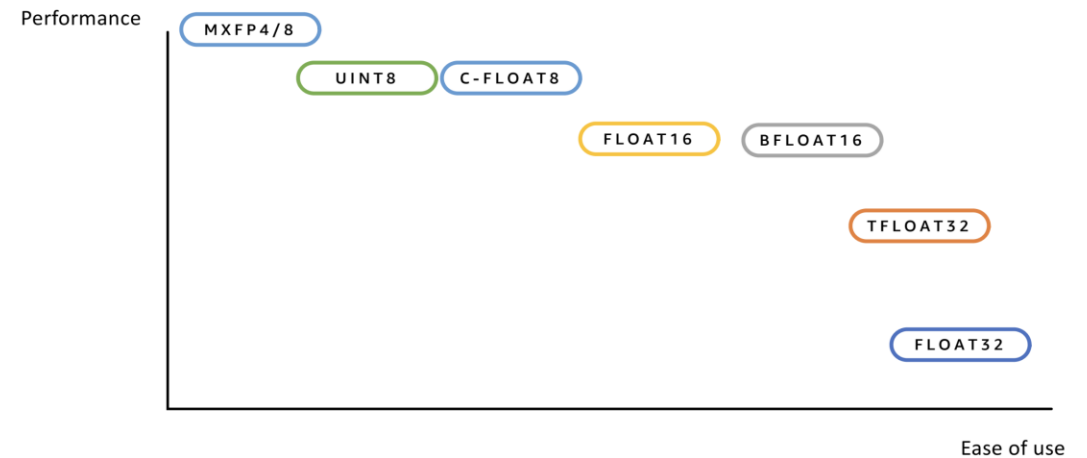 Performance
MXFP4/8
UINT8
C-FLOAT8
FLOAT16
BFLOAT16
TFLOAT32
FLOAT32
Ease of use